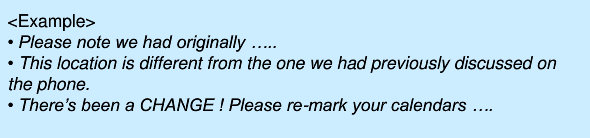 <Example>
• Please note we had originally …..
• This location is different from the one we had previously discussed on
the phone.
• There's been a CHANGE ! Please re-mark your calendars ….